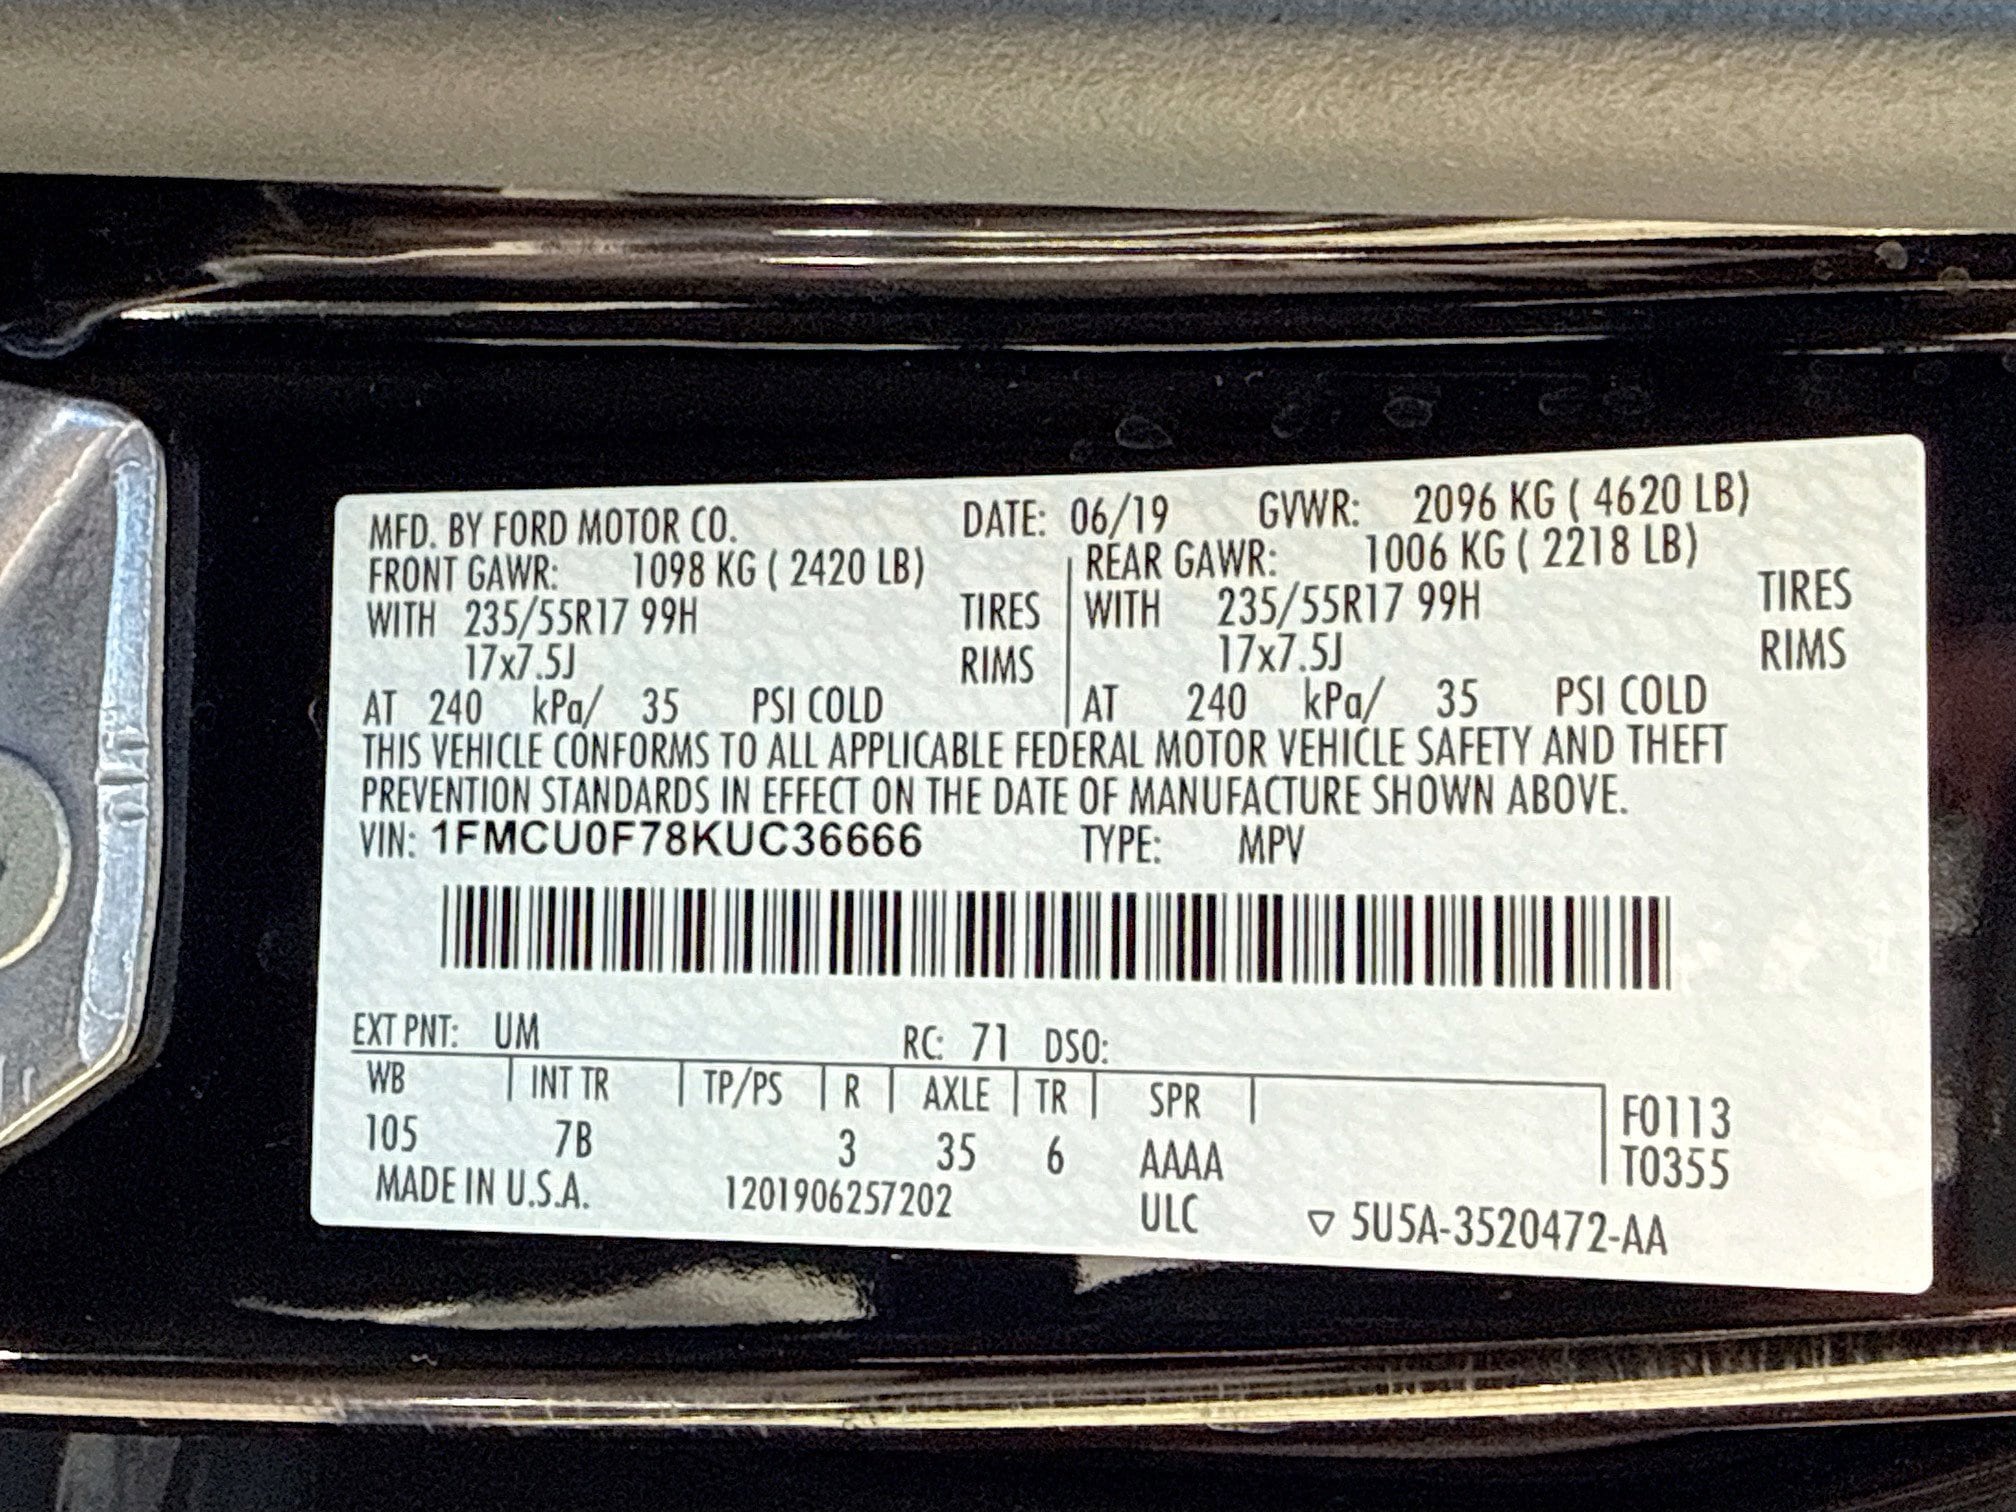 MFD. BY FORD MOTOR CO. DATE: 06/19 GVWR: 2096 KG ( 4620 LB)
FRONT GAWR: 1098 KG ( 2420 LB) REAR GAWR: 1006 KG ( 2218 LB)
WITH 235/55R17 99H TIRES WITH 235/55R17 99H TIRES
17x7.5J RIMS 17x7.5J RIMS
AT 240 kPa/ 35 PSI COLD AT 240 kPa/ 35 PSI COLD
THIS VEHICLE CONFORMS TO ALL APPLICABLE FEDERAL MOTOR VEHICLE SAFETY AND THEFT
PREVENTION STANDARDS IN EFFECT ON THE DATE OF MANUFACTURE SHOWN ABOVE.
VIN: 1FMCU0F78KUC36666 TYPE: MPV
EXT PNT: UM RC: 71 DSO:
WB INT TR TP/PS R AXLE TR SPR F0113
105 7B 3 35 6 AAAA T0355
MADE IN U.S.A. 1201906257202 ULC ▽ 5U5A-3520472-AA